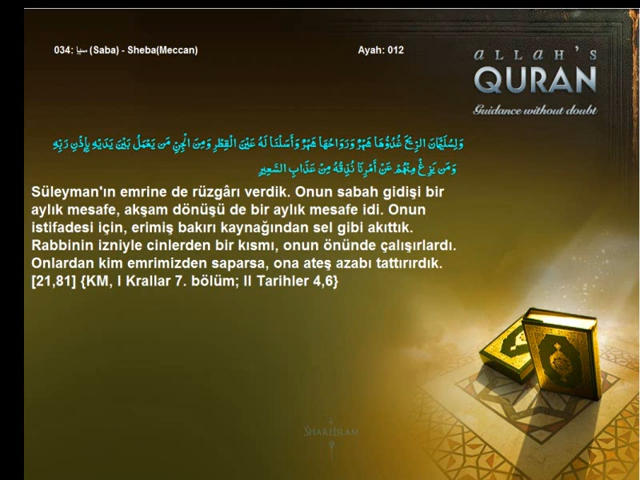 034: سبا (Saba) - Sheba(Meccan)
Ayah: 012
ALLAH'S
QURAN
Guidance without doubt
وَلِسُلَيْمَانَ الرِّيحَ غُدُوُّهَا شَهْرٌ وَرَوَاحُهَا شَهْرٌ وَأَسَلْنَا لَهُ عَيْنَ الْقِطْرِ وَمِنَ الْجِنِّ مَن يَعْمَلُ بَيْنَ يَدَيْهِ بِإِذْنِ رَبِّهِ
وَمَن يَزِغْ مِنْهُمْ عَنْ أَمْرِنَا نُذِقْهُ مِنْ عَذَابِ السَّعِيرِ
Süleyman'ın emrine de rüzgârı verdik. Onun sabah gidişi bir
aylık mesafe, akşam dönüşü de bir aylık mesafe idi. Onun
istifadesi için, erimiş bakırı kaynağından sel gibi akıttık.
Rabbinin izniyle cinlerden bir kısmı, onun önünde çalışırlardı.
Onlardan kim emrimizden saparsa, ona ateş azabı tattırırdık.
[21,81] {KM, I Krallar 7. bölüm; II Tarihler 4,6}
SHAREISLAM